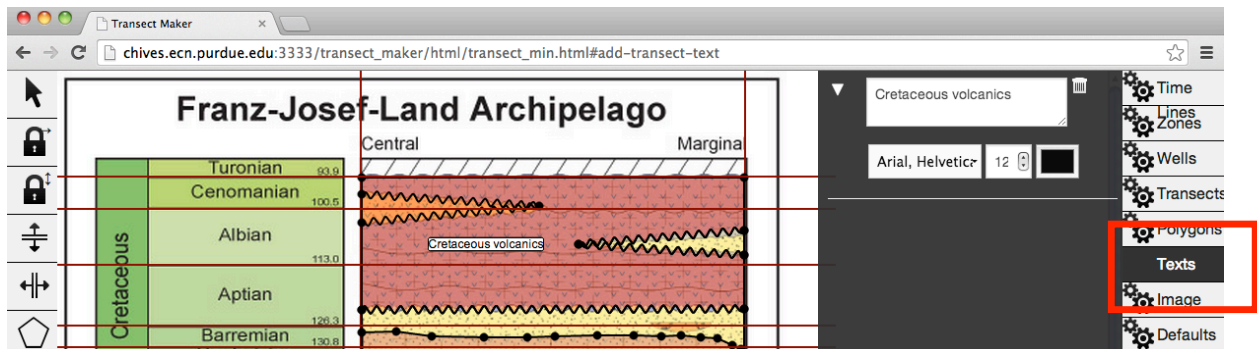 Transect Maker
chives.ecn.purdue.edu:3333/transect_maker/html/transect_min.html#add-transect-text
Franz-Josef-Land Archipelago
Central Marginal
Cretaceous
Turonian 93.9
Cenomanian 100.5
Albian 113.0
Aptian 126.3
Barremian 130.8
Cretaceous volcanics
Cretaceous volcanics
Arial, Helvetica 12
Time
Lines
Zones
Wells
Transects
Polygons
Texts
Image
Defaults